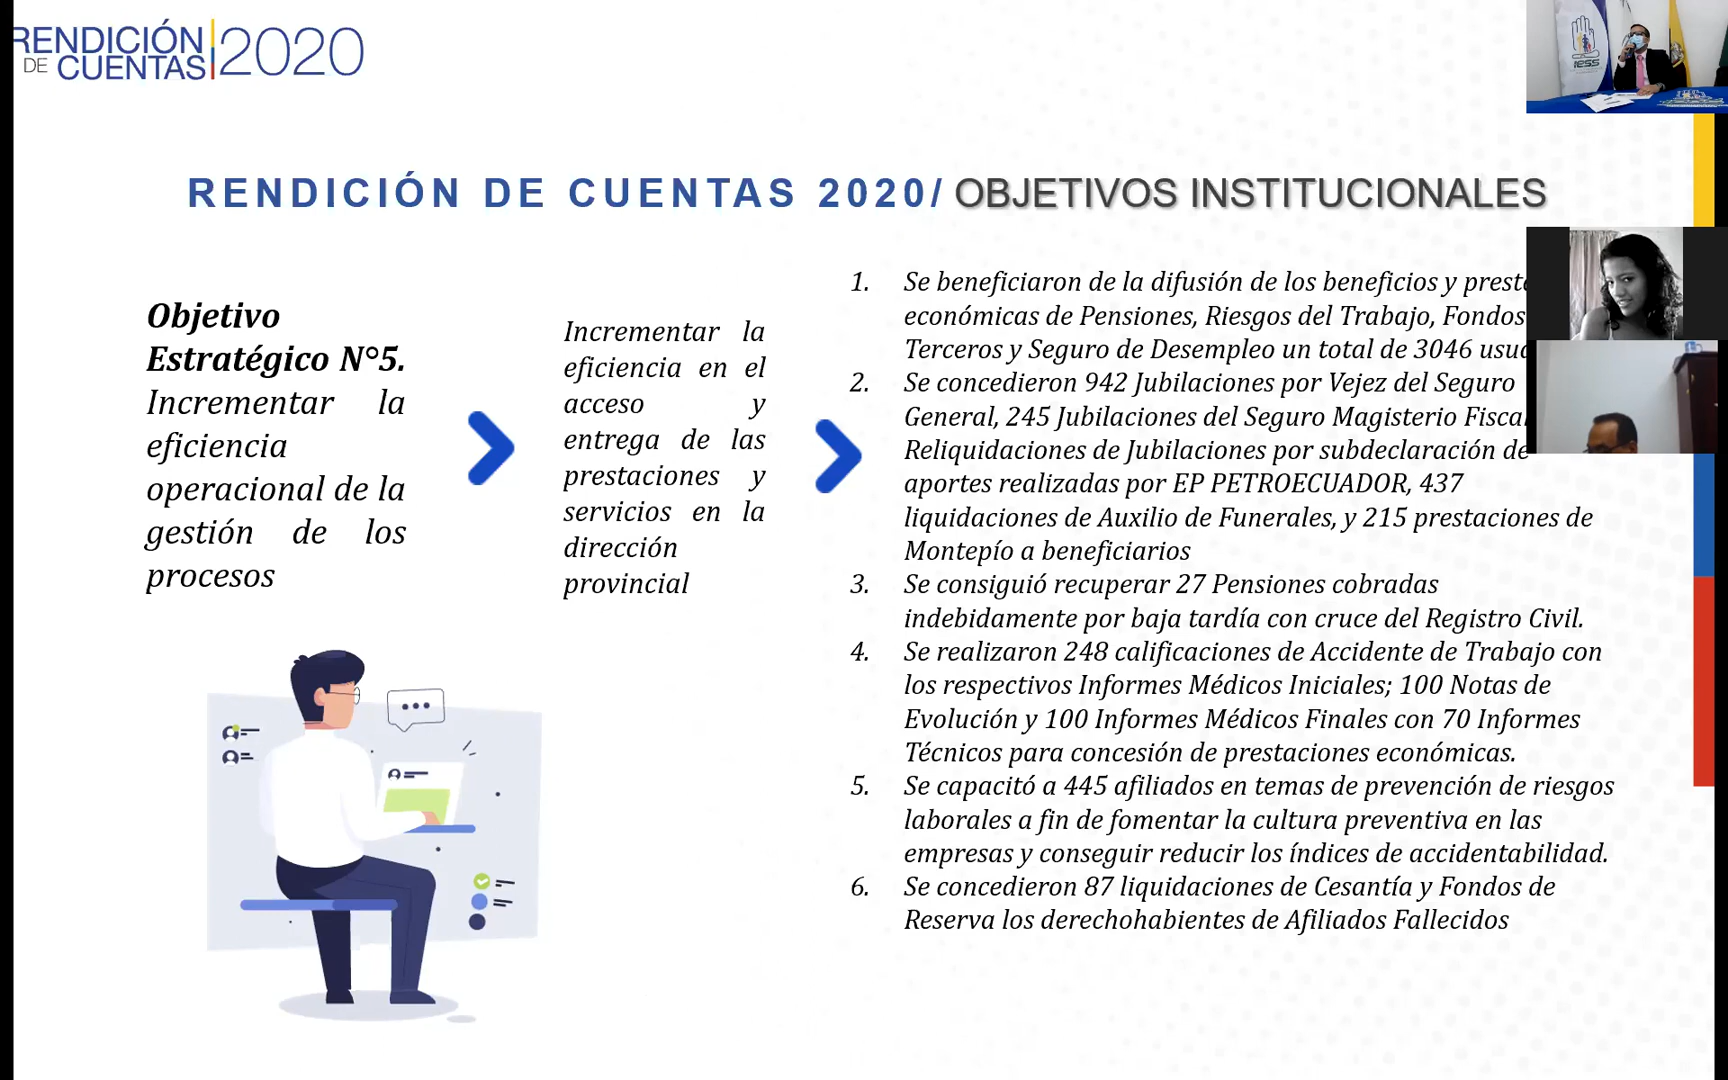 RENDICIÓN
DE CUENTAS
2020
IESS
RENDICIÓN DE CUENTAS 2020/ OBJETIVOS INSTITUCIONALES
Objetivo
Estratégico N°5.
Incrementar la
eficiencia
operacional de la
gestión de los
procesos
Incrementar la
eficiencia en el
acceso y
entrega de las
prestaciones y
servicios en la
dirección
provincial
1. Se beneficiaron de la difusión de los beneficios y
económicas de Pensiones, Riesgos del Trabajo, Fondos
Terceros y Seguro de Desempleo un total de 3046
2. Se concedieron 942 Jubilaciones por Vejez del Seguro
General, 245 Jubilaciones del Seguro Magisterio Fiscal
Reliquidaciones de Jubilaciones por subdeclaración de
aportes realizadas por EP PETROECUADOR, 437
liquidaciones de Auxilio de Funerales, y 215 prestaciones de
Montepío a beneficiarios
3. Se consiguió recuperar 27 Pensiones cobradas
indebidamente por baja tardía con cruce del Registro Civil.
4. Se realizaron 248 calificaciones de Accidente de Trabajo con
los respectivos Informes Médicos Iniciales; 100 Notas de
Evolución y 100 Informes Médicos Finales con 70 Informes
Técnicos para concesión de prestaciones económicas.
5. Se capacitó a 445 afiliados en temas de prevención de riesgos
laborales a fin de fomentar la cultura preventiva en las
empresas y conseguir reducir los índices de accidentabilidad.
6. Se concedieron 87 liquidaciones de Cesantía y Fondos de
Reserva los derechohabientes de Afiliados Fallecidos